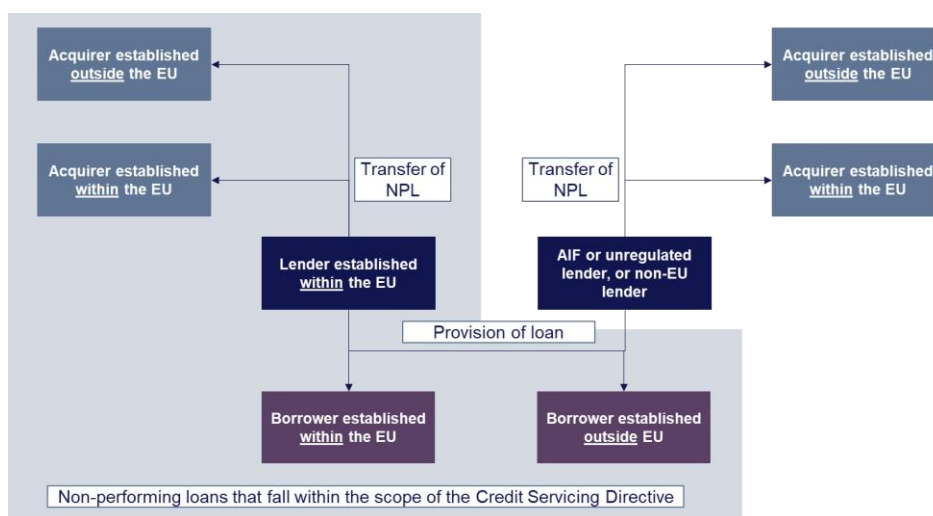 Acquirer established
outside the EU
Acquirer established
outside the EU
Acquirer established
within the EU
Transfer of
NPL
Transfer of
NPL
Acquirer established
within the EU
Lender established
within the EU
AIF or unregulated
lender, or non-EU
lender
Provision of loan
Borrower established
within the EU
Borrower established
outside EU
Non-performing loans that fall within the scope of the Credit Servicing Directive